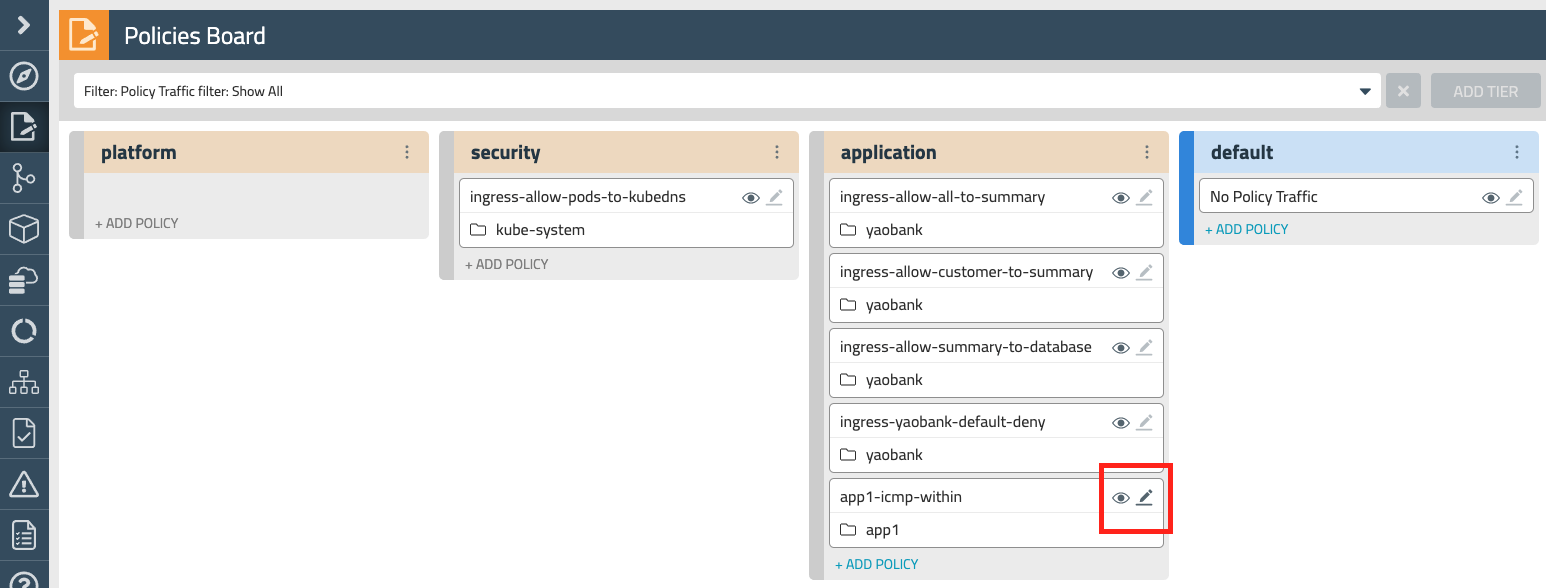 Policies Board
Filter: Policy Traffic filter: Show All
ADD TIER
platform
+ ADD POLICY
security
ingress-allow-pods-to-kubedns
kube-system
+ ADD POLICY
application
ingress-allow-all-to-summary
yaobank
ingress-allow-customer-to-summary
yaobank
ingress-allow-summary-to-database
yaobank
ingress-yaobank-default-deny
yaobank
app1-icmp-within
app1
+ ADD POLICY
default
No Policy Traffic
+ ADD POLICY